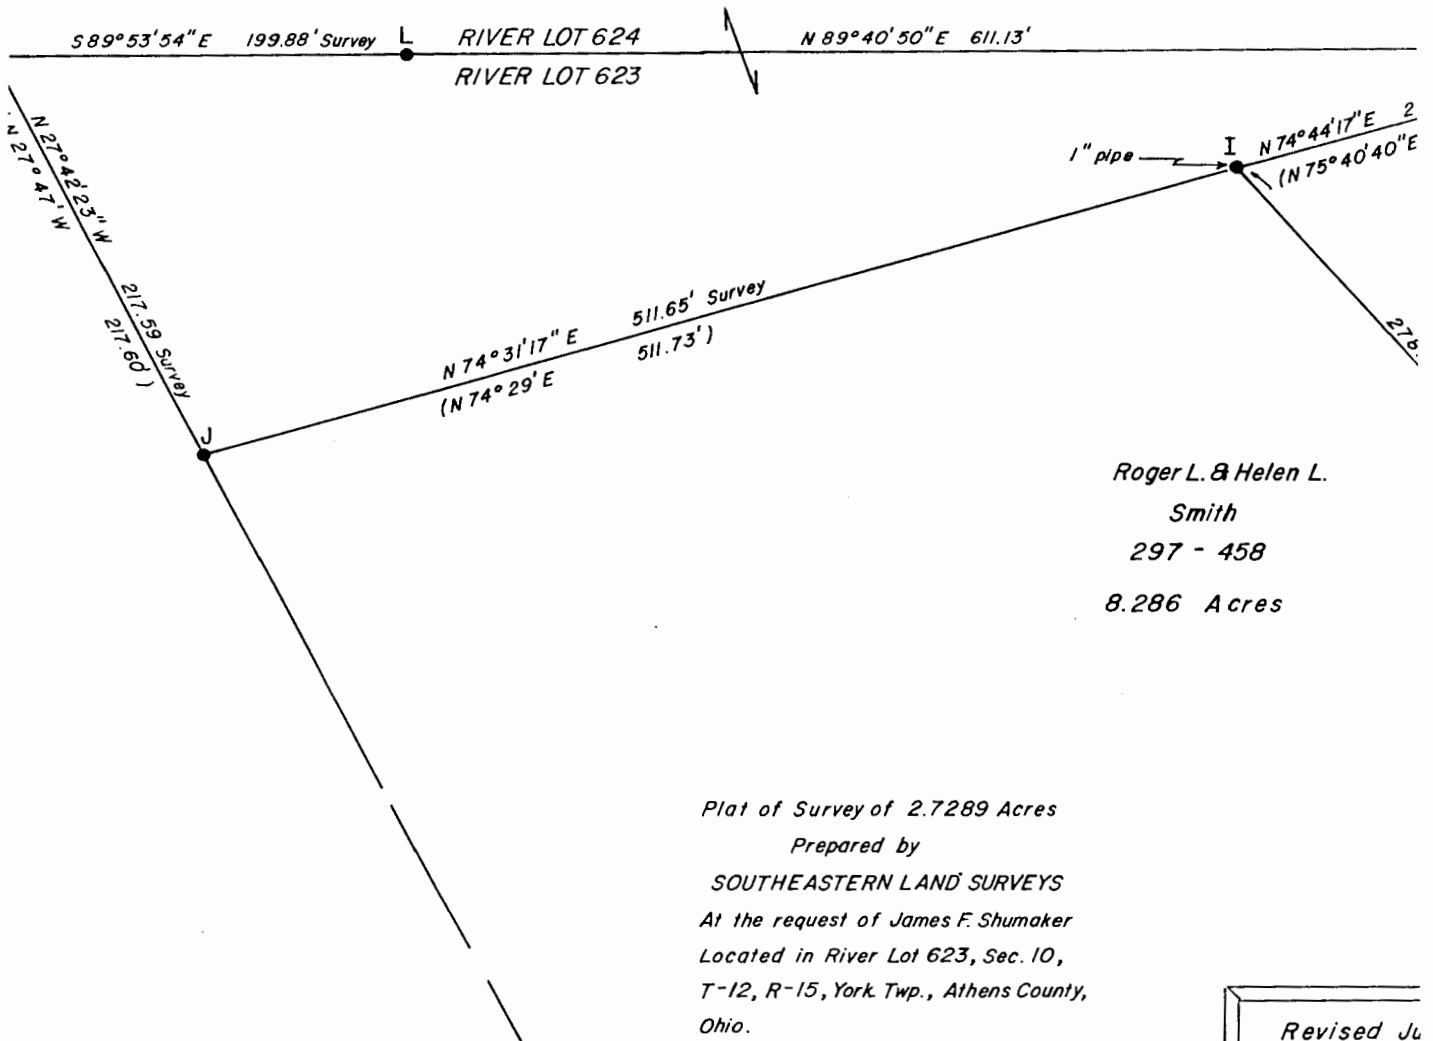 S 89°53'54" E 199.88' Survey L RIVER LOT 624 N 89°40'50" E 611.13'
RIVER LOT 623
N 27°42'23" W
N 27°47' W
217.59 Survey
217.60')
J
N 74°31'17" E 511.65' Survey
(N 74°29' E 511.73')
1" pipe
I
N 74°44'17" E 2
(N 75°40'40" E
278.
Roger L. & Helen L.
Smith
297 - 458
8.286 Acres
Plat of Survey of 2.7289 Acres
Prepared by
SOUTHEASTERN LAND SURVEYS
At the request of James F. Shumaker
Located in River Lot 623, Sec. 10,
T-12, R-15, York Twp., Athens County,
Ohio.
Revised Ju